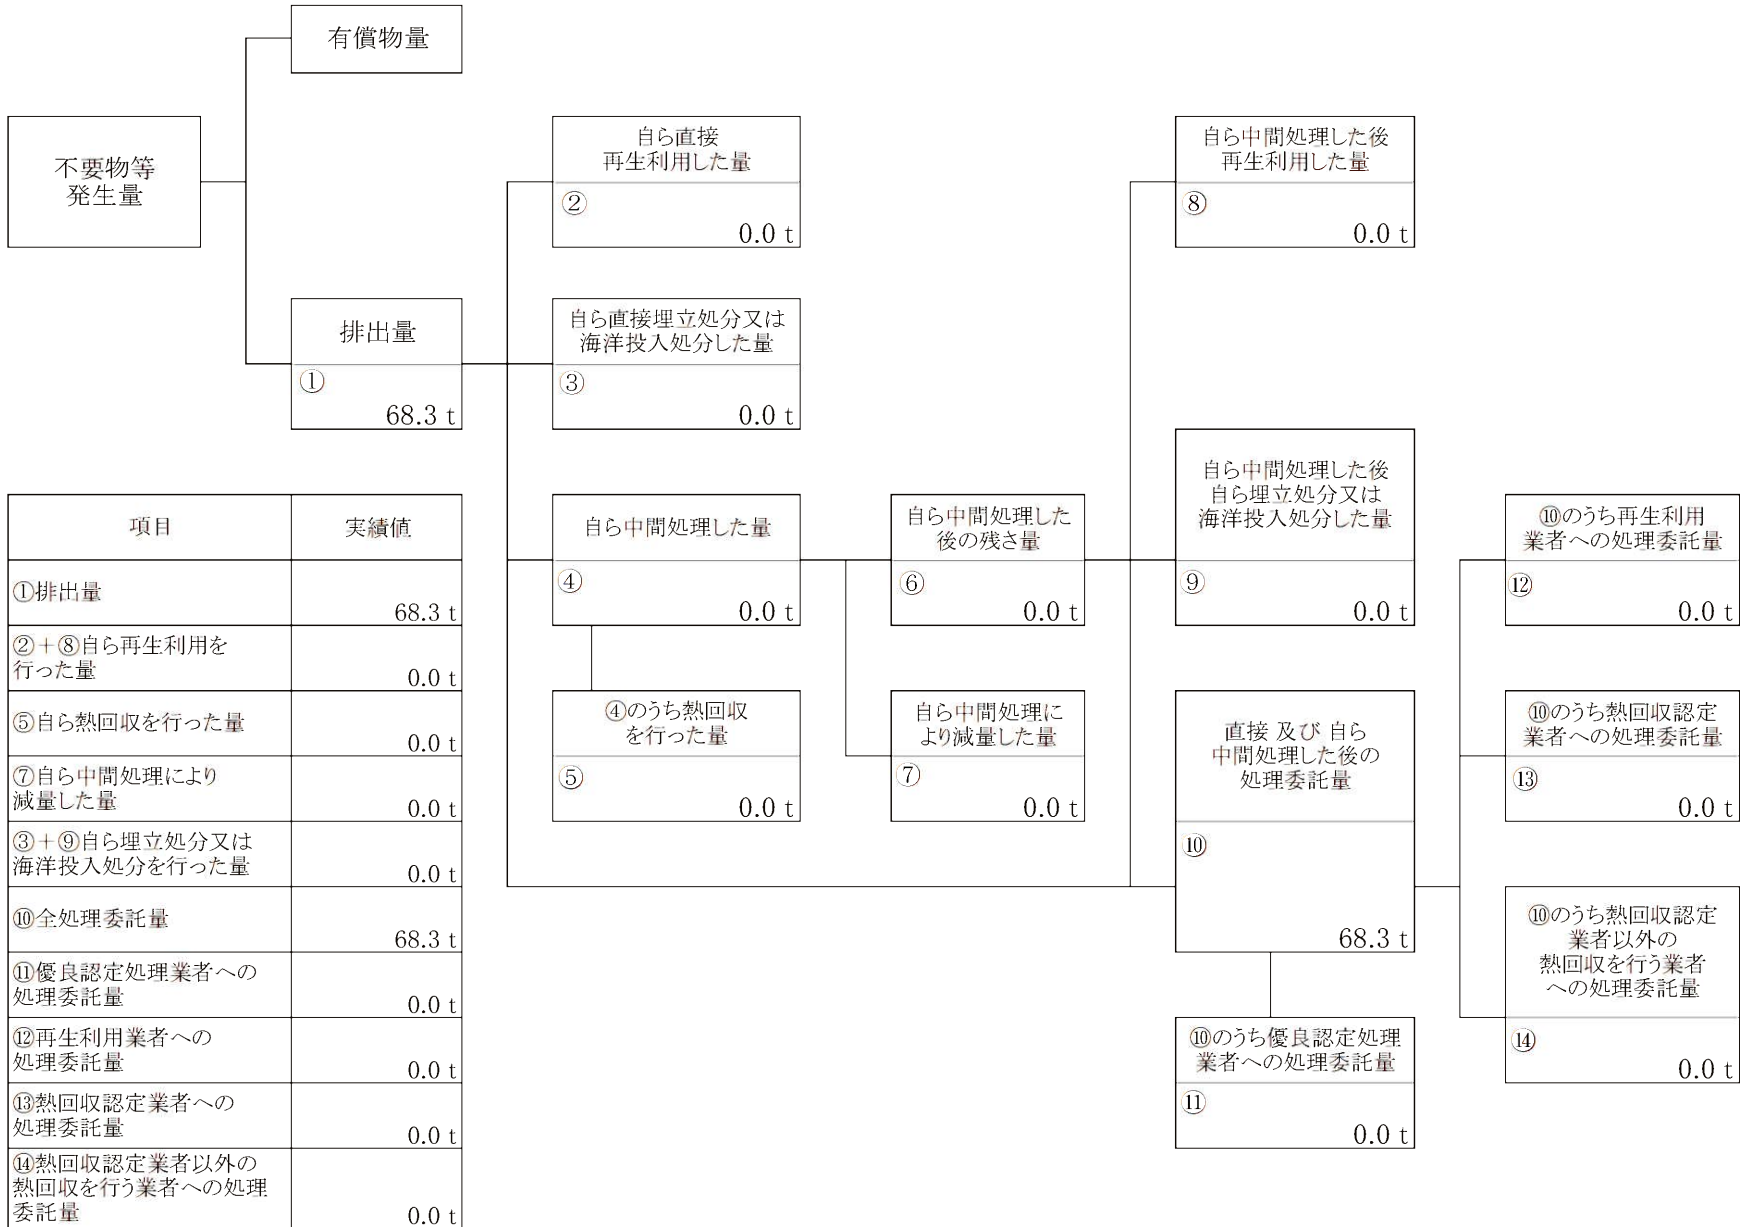 有償物量
不要物等
発生量
排出量
①
68.3 t
自ら直接
再生利用した量
②
0.0 t
自ら直接埋立処分又は
海洋投入処分した量
③
0.0 t
自ら中間処理した量
④
0.0 t
④のうち熱回収
を行った量
⑤
0.0 t
自ら中間処理した
後の残さ量
⑥
0.0 t
自ら中間処理に
より減量した量
⑦
0.0 t
自ら中間処理した後
再生利用した量
⑧
0.0 t
自ら中間処理した後
自ら埋立処分又は
海洋投入処分した量
⑨
0.0 t
直接 及び 自ら
中間処理した後の
処理委託量
⑩
68.3 t
⑩のうち優良認定処理
業者への処理委託量
⑪
0.0 t
⑩のうち再生利用
業者への処理委託量
⑫
0.0 t
⑩のうち熱回収認定
業者への処理委託量
⑬
0.0 t
⑩のうち熱回収認定
業者以外の
熱回収を行う業者
への処理委託量
⑭
0.0 t
項目
実績値
①排出量
68.3 t
②+⑧自ら再生利用を
行った量
0.0 t
⑤自ら熱回収を行った量
0.0 t
⑦自ら中間処理により
減量した量
0.0 t
③+⑨自ら埋立処分又は
海洋投入処分を行った量
0.0 t
⑩全処理委託量
68.3 t
⑪優良認定処理業者への
処理委託量
0.0 t
⑫再生利用業者への
処理委託量
0.0 t
⑬熱回収認定業者への
処理委託量
0.0 t
⑭熱回収認定業者以外の
熱回収を行う業者への処理
委託量
0.0 t